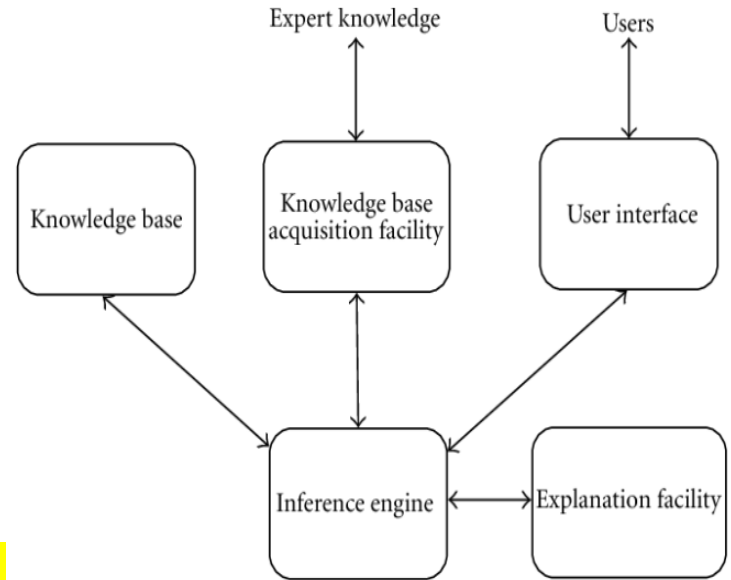 Expert knowledge
Users
Knowledge base
Knowledge base
acquisition facility
User interface
Inference engine
Explanation facility